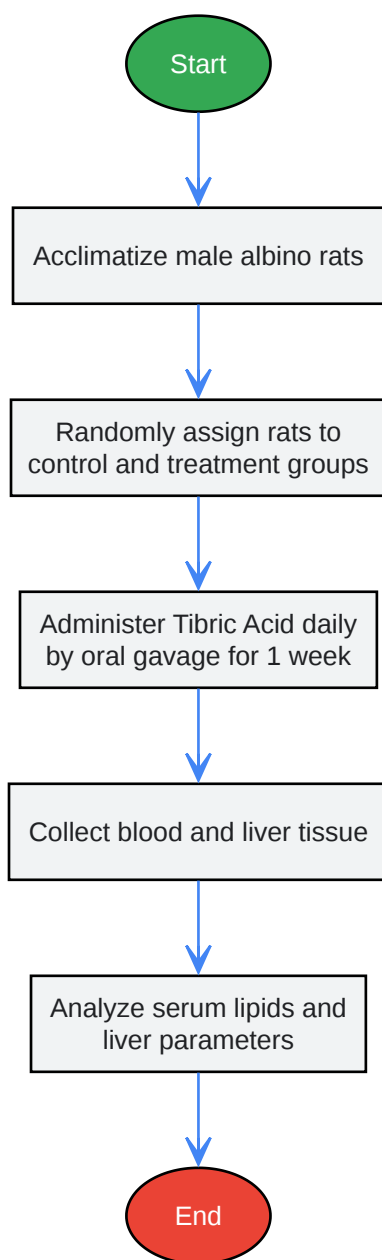 Start
Acclimatize male albino rats
Randomly assign rats to
control and treatment groups
Administer Tibric Acid daily
by oral gavage for 1 week
Collect blood and liver tissue
Analyze serum lipids and
liver parameters
End